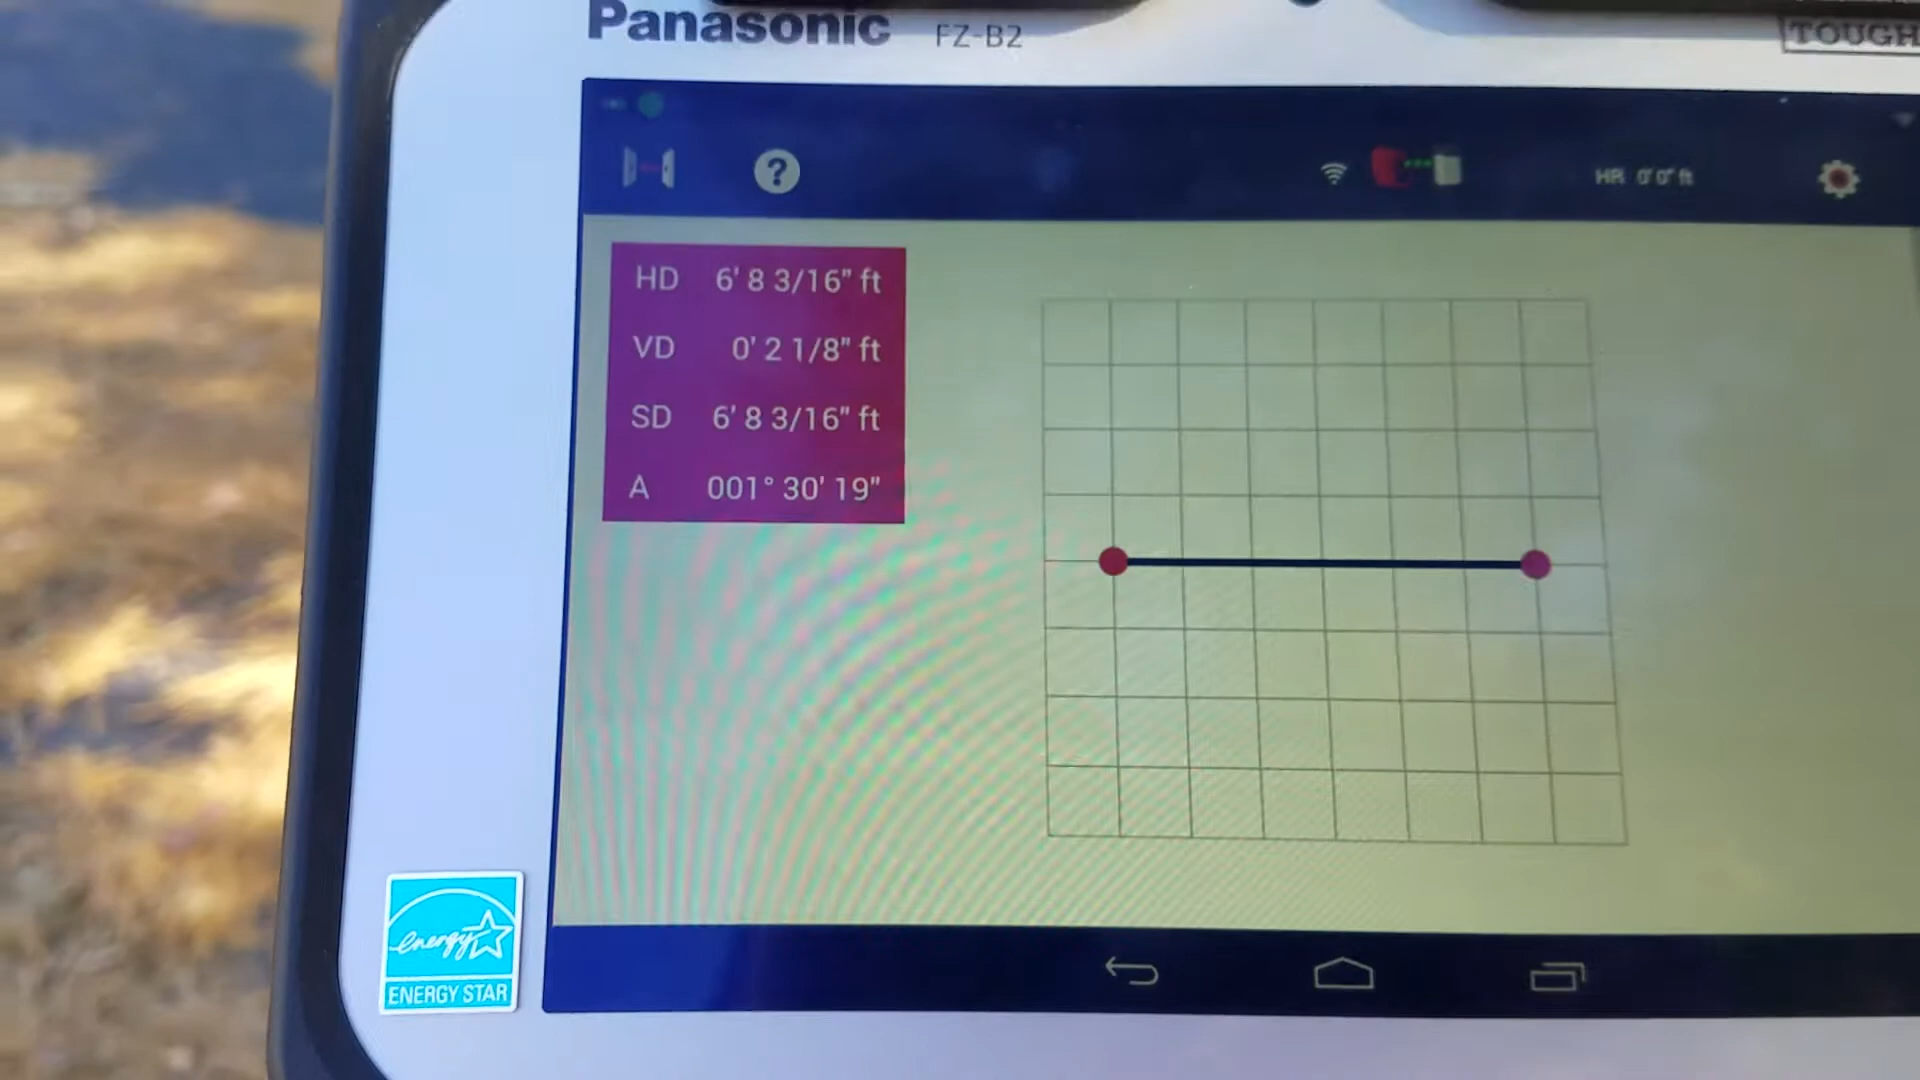 Panasonic FZ-B2
TOUGH
? HR 0'0" ft
HD 6' 8 3/16" ft
VD 0' 2 1/8" ft
SD 6' 8 3/16" ft
A 001° 30' 19"
energy
ENERGY STAR